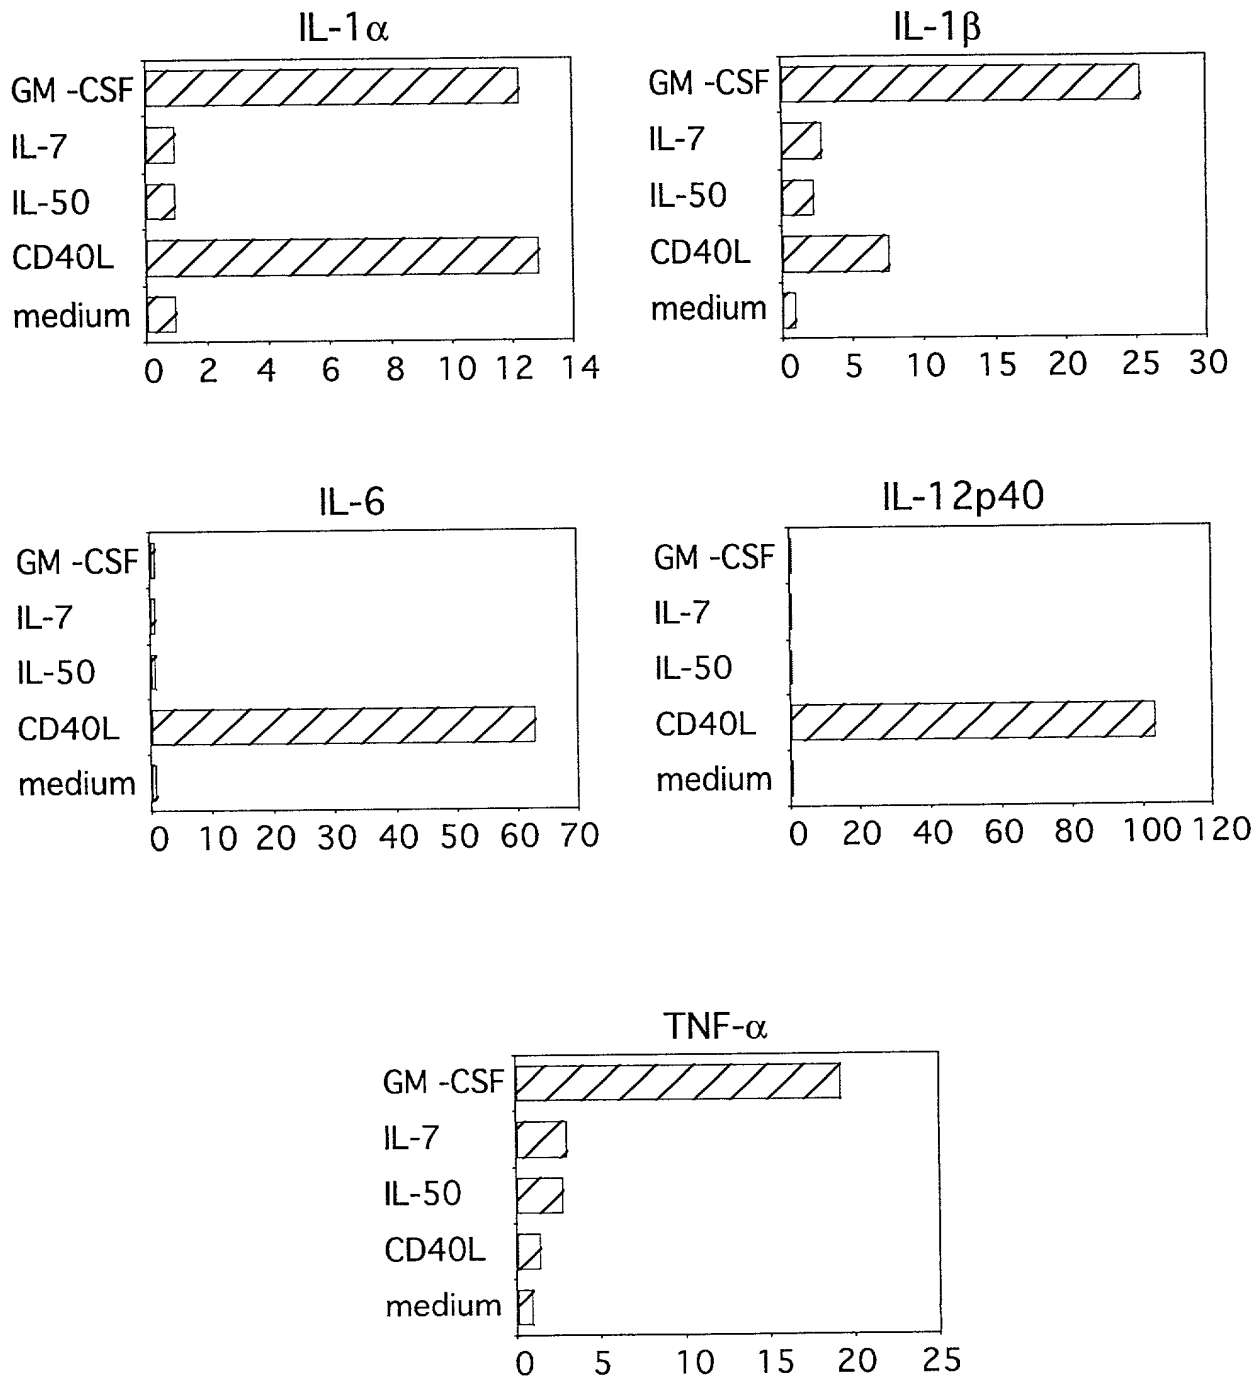 IL-1α
GM -CSF
IL-7
IL-50
CD40L
medium
0 2 4 6 8 10 12 14
IL-1β
GM -CSF
IL-7
IL-50
CD40L
medium
0 5 10 15 20 25 30
IL-6
GM -CSF
IL-7
IL-50
CD40L
medium
0 10 20 30 40 50 60 70
IL-12p40
GM -CSF
IL-7
IL-50
CD40L
medium
0 20 40 60 80 100 120
TNF-α
GM -CSF
IL-7
IL-50
CD40L
medium
0 5 10 15 20 25